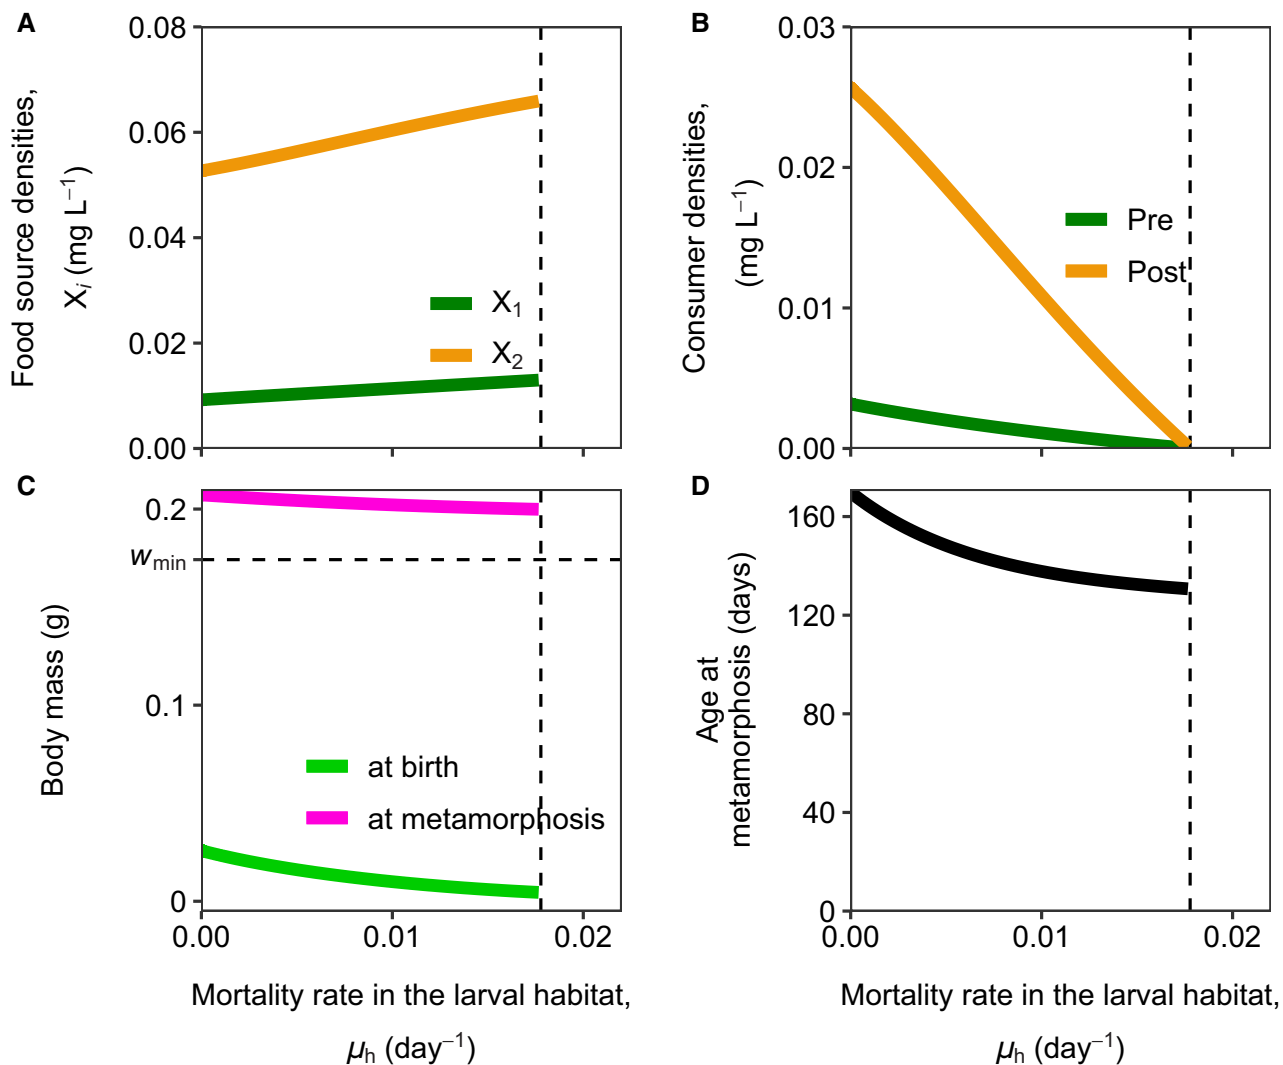 A
Food source densities,
X𝑖 (mg L⁻¹)
0.08
0.06
0.04
0.02
0.00
X₁
X₂
B
Consumer densities,
(mg L⁻¹)
0.03
0.02
0.01
0.00
Pre
Post
C
Body mass (g)
0.2
w_min
0.1
0
at birth
at metamorphosis
0.00 0.01 0.02
Mortality rate in the larval habitat,
μ_h (day⁻¹)
D
Age at
metamorphosis (days)
160
120
80
40
0
0.00 0.01 0.02
Mortality rate in the larval habitat,
μ_h (day⁻¹)